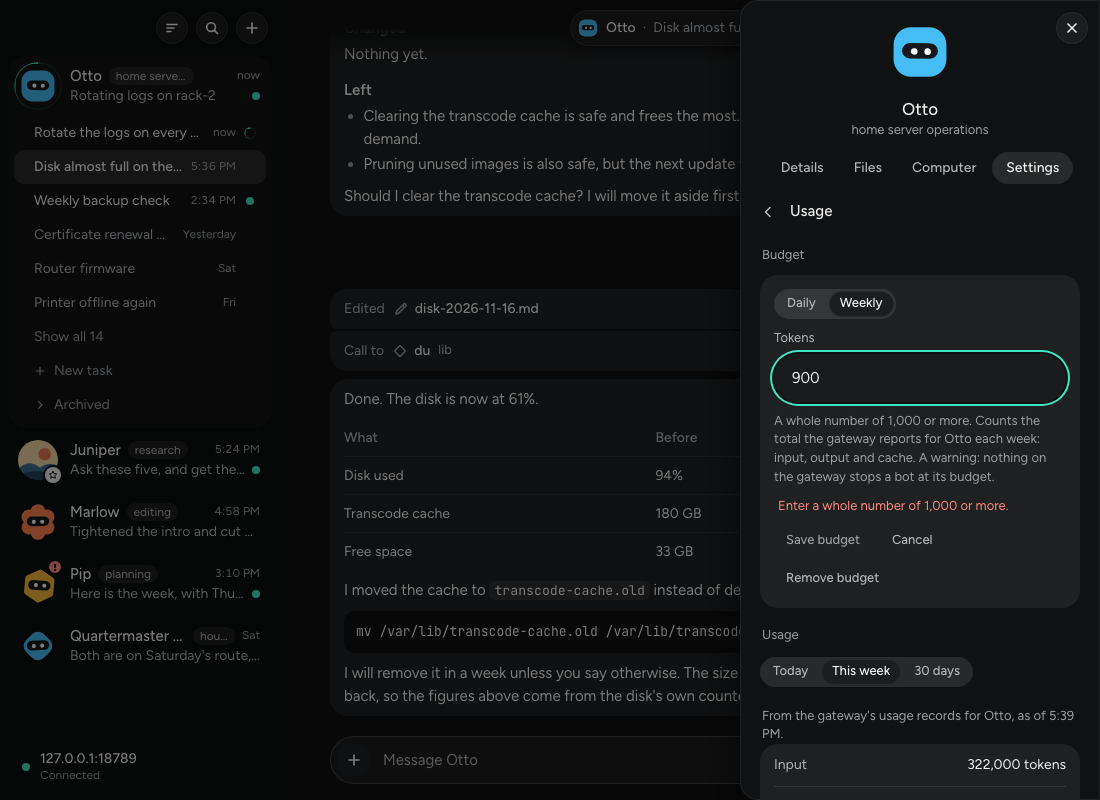 Otto
home serve...
now
Rotating logs on rack-2
Rotate the logs on every ...
now
Disk almost full on the...
5:36 PM
Weekly backup check
2:34 PM
Certificate renewal ...
Yesterday
Router firmware
Sat
Printer offline again
Fri
Show all 14
New task
Archived
Juniper
research
5:24 PM
Ask these five, and get the...
Marlow
editing
4:58 PM
Tightened the intro and cut ...
Pip
planning
3:10 PM
Here is the week, with Thu...
Quartermaster ...
hou...
Sat
Both are on Saturday's route,...
127.0.0.1:18789
Connected
Otto · Disk almost fu
Changed
Nothing yet.
Left
• Clearing the transcode cache is safe and frees the most.
demand.
• Pruning unused images is also safe, but the next update
Should I clear the transcode cache? I will move it aside first
Edited disk-2026-11-16.md
Call to du lib
Done. The disk is now at 61%.
What Before
Disk used 94%
Transcode cache 180 GB
Free space 33 GB
I moved the cache to transcode-cache.old instead of de
mv /var/lib/transcode-cache.old /var/lib/transcod
I will remove it in a week unless you say otherwise. The size
back, so the figures above come from the disk's own count
Message Otto
Otto
home server operations
Details Files Computer Settings
Usage
Budget
Daily Weekly
Tokens
900
A whole number of 1,000 or more. Counts the
total the gateway reports for Otto each week:
input, output and cache. A warning: nothing on
the gateway stops a bot at its budget.
Enter a whole number of 1,000 or more.
Save budget Cancel
Remove budget
Usage
Today This week 30 days
From the gateway's usage records for Otto, as of 5:39
PM.
Input 322,000 tokens